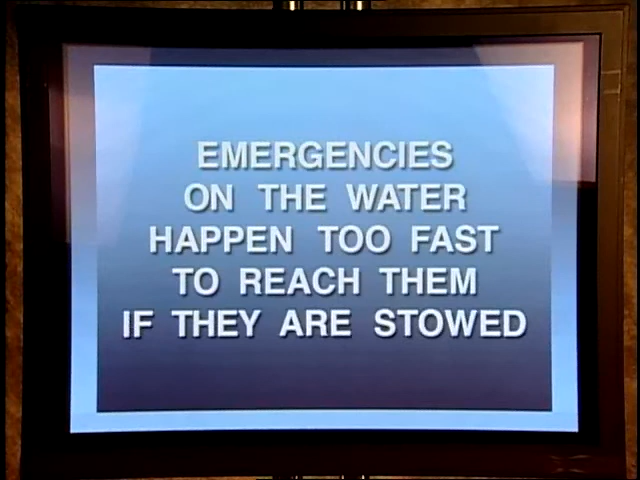 EMERGENCIES
ON THE WATER
HAPPEN TOO FAST
TO REACH THEM
IF THEY ARE STOWED